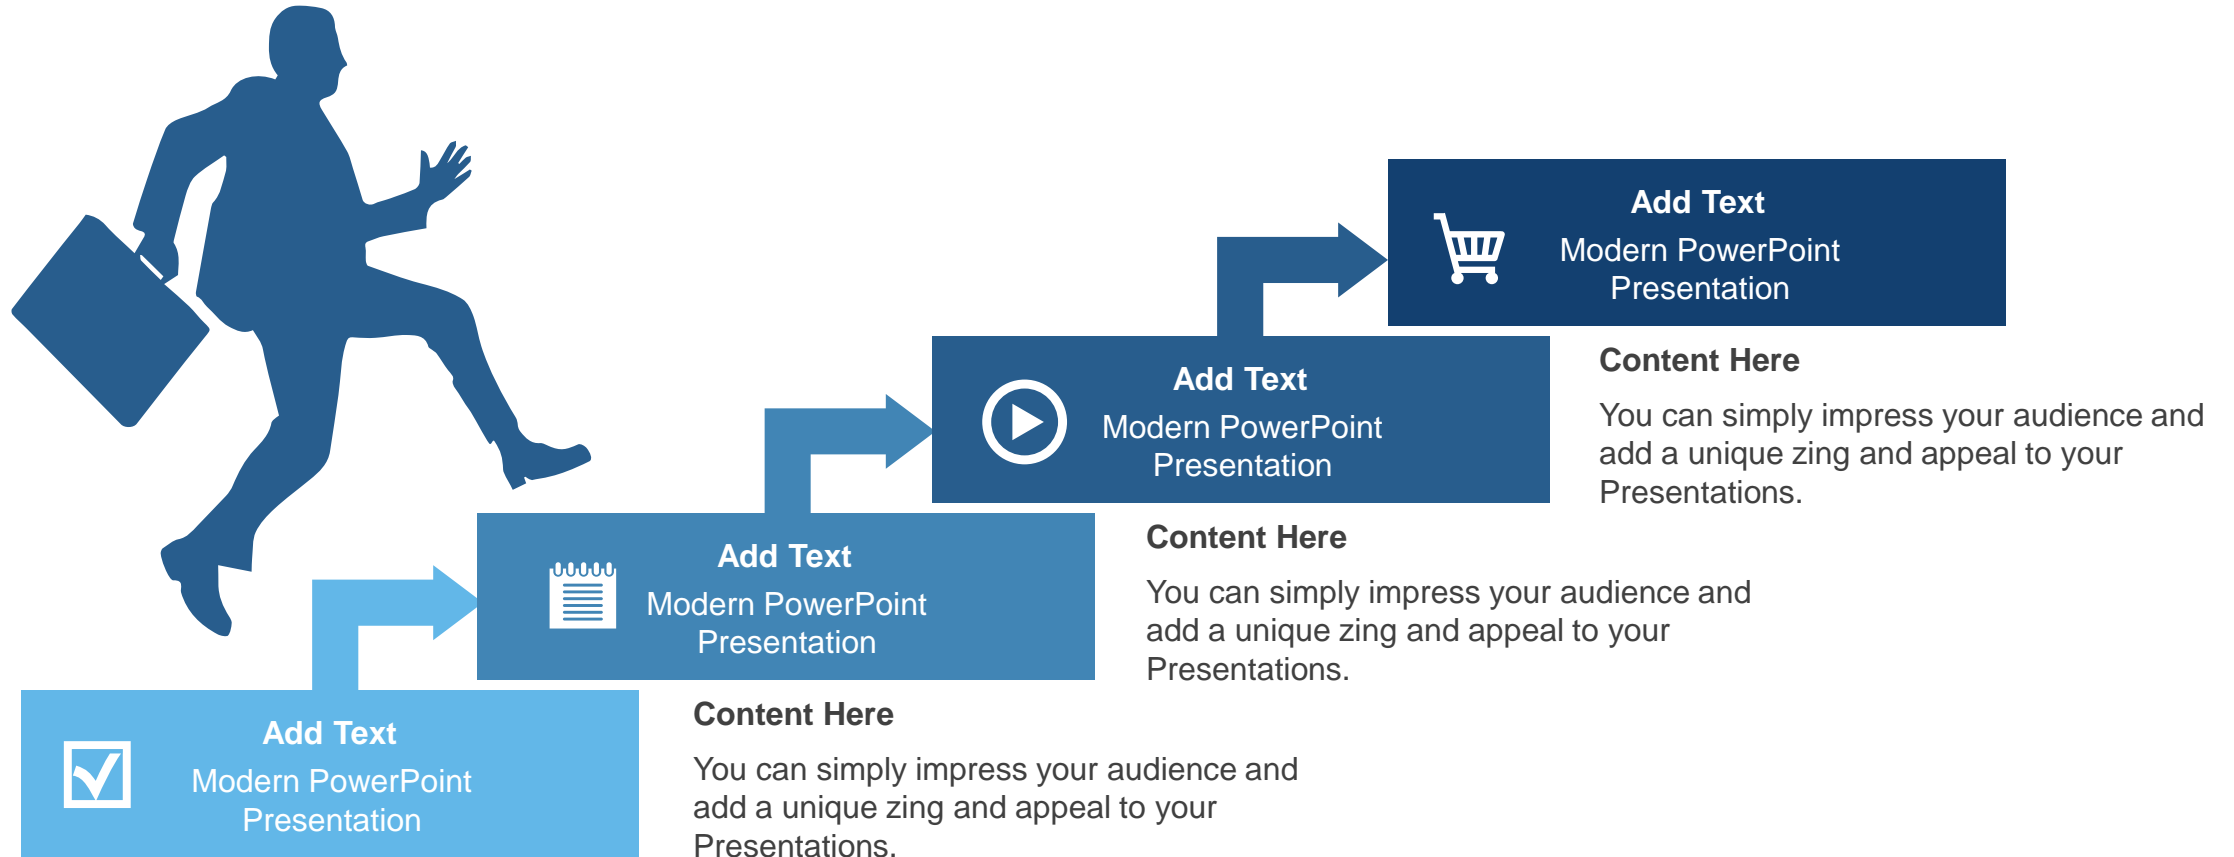 Add Text
Modern PowerPoint
Presentation
Content Here
You can simply impress your audience and
add a unique zing and appeal to your
Presentations.
Add Text
Modern PowerPoint
Presentation
Content Here
You can simply impress your audience and
add a unique zing and appeal to your
Presentations.
Add Text
Modern PowerPoint
Presentation
Content Here
You can simply impress your audience and
add a unique zing and appeal to your
Presentations.
Add Text
Modern PowerPoint
Presentation